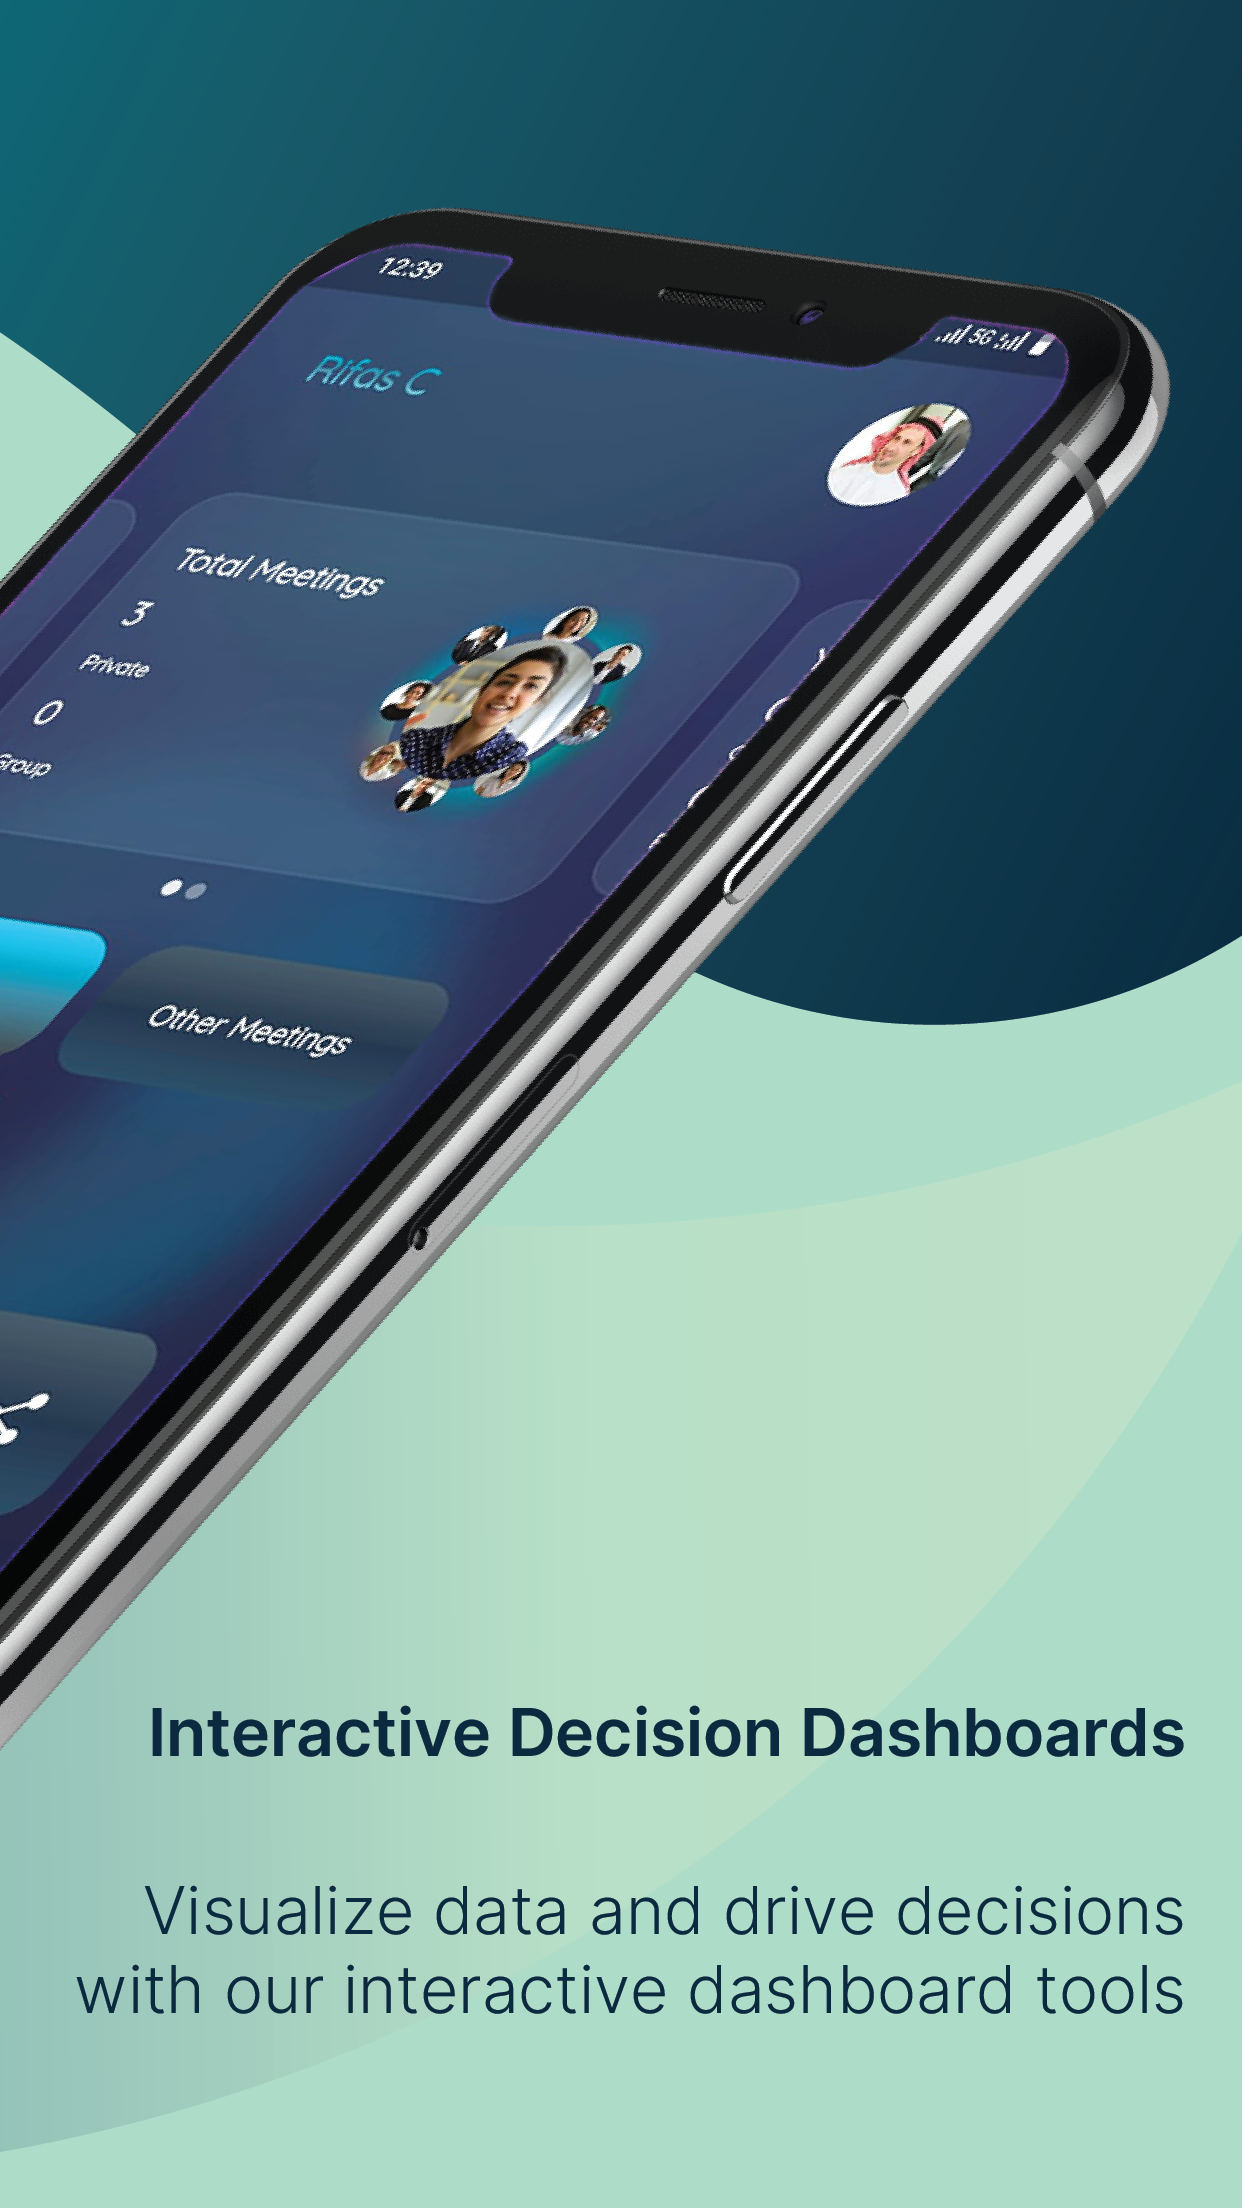 12:39
5G
Rifas C
Total Meetings
3
Private
0
Group
Other Meetings
Interactive Decision Dashboards
Visualize data and drive decisions
with our interactive dashboard tools